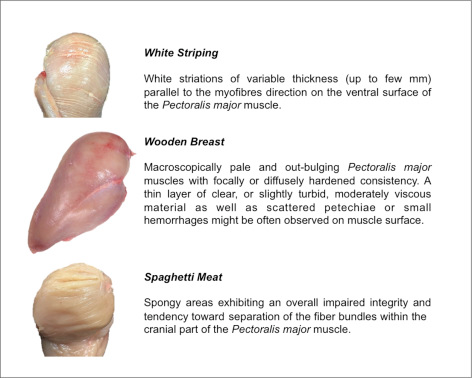 White Striping
White striations of variable thickness (up to few mm)
parallel to the myofibres direction on the ventral surface of
the Pectoralis major muscle.
Wooden Breast
Macroscopically pale and out-bulging Pectoralis major
muscles with focally or diffusely hardened consistency. A
thin layer of clear, or slightly turbid, moderately viscous
material as well as scattered petechiae or small
hemorrhages might be often observed on muscle surface.
Spaghetti Meat
Spongy areas exhibiting an overall impaired integrity and
tendency toward separation of the fiber bundles within the
cranial part of the Pectoralis major muscle.